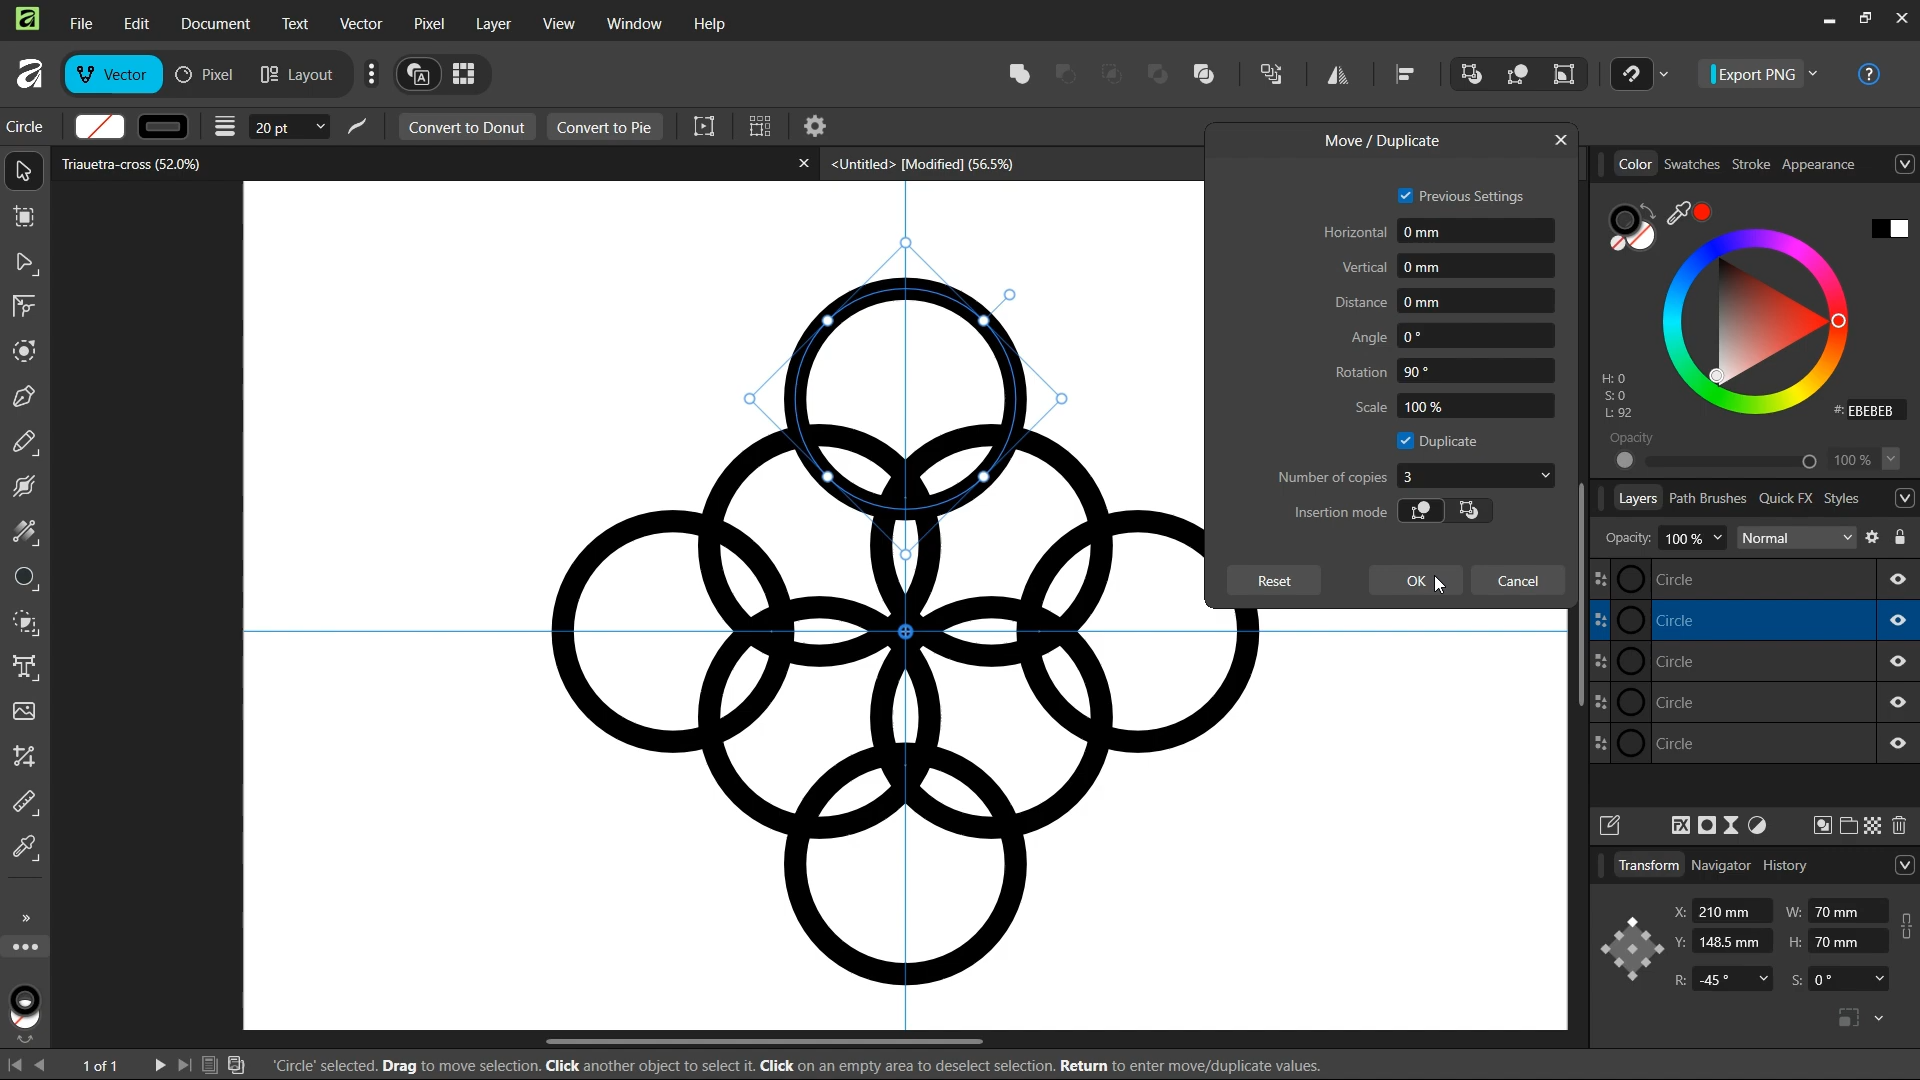 File Edit Document Text Vector Pixel Layer View Window Help
Vector Pixel Layout Export PNG
Circle 20 pt Convert to Donut Convert to Pie
Triauetra-cross (52.0%)
<Untitled> [Modified] (56.5%)
Move / Duplicate
Previous Settings
Horizontal 0 mm
Vertical 0 mm
Distance 0 mm
Angle 0 °
Rotation 90 °
Scale 100 %
Duplicate
Number of copies 3
Insertion mode
Reset OK Cancel
Color Swatches Stroke Appearance
H: 0
S: 0
L: 92
#: EBEBEB
Opacity
100 %
Layers Path Brushes Quick FX Styles
Opacity: 100 % Normal
Circle
Circle
Circle
Circle
Circle
FX
Transform Navigator History
X: 210 mm W: 70 mm
Y: 148.5 mm H: 70 mm
R: -45 ° S: 0 °
1 of 1
'Circle' selected. Drag to move selection. Click another object to select it. Click on an empty area to deselect selection. Return to enter move/duplicate values.